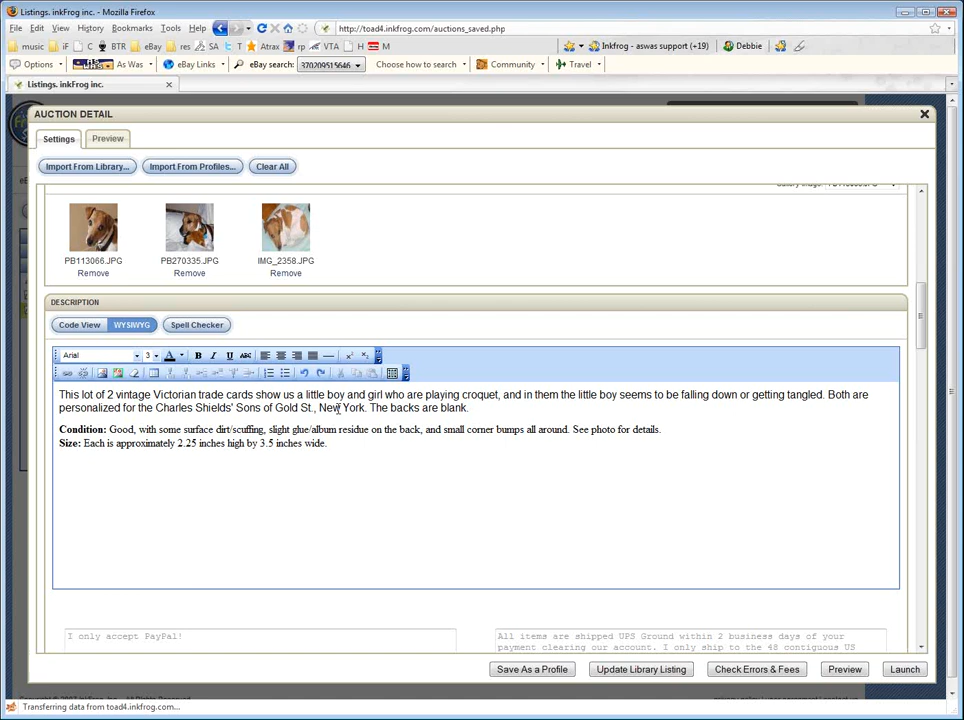 Listings. inkFrog inc. - Mozilla Firefox
File Edit View History Bookmarks Tools Help http://toad4.inkfrog.com/auctions_saved.php
music iF C BTR eBay res SA T Atrax rp VTA H M Inkfrog - aswas support (+19) Debbie
Options As Was eBay Links eBay search: 370209515646 Choose how to search Community Travel
Listings. inkFrog inc.
AUCTION DETAIL
Settings Preview
Import From Library... Import From Profiles... Clear All
PB113066.JPG PB270335.JPG IMG_2358.JPG
Remove Remove Remove
DESCRIPTION
Code View WYSIWYG Spell Checker
Arial 3 A B I U ABC
This lot of 2 vintage Victorian trade cards show us a little boy and girl who are playing croquet, and in them the little boy seems to be falling down or getting tangled. Both are
personalized for the Charles Shields' Sons of Gold St., New York. The backs are blank.
Condition: Good, with some surface dirt/scuffing, slight glue/album residue on the back, and small corner bumps all around. See photo for details.
Size: Each is approximately 2.25 inches high by 3.5 inches wide.
I only accept PayPal! All items are shipped UPS Ground within 2 business days of your
payment clearing our account. I only ship to the 48 contiguous US
Save As a Profile Update Library Listing Check Errors & Fees Preview Launch
Transferring data from toad4.inkfrog.com...